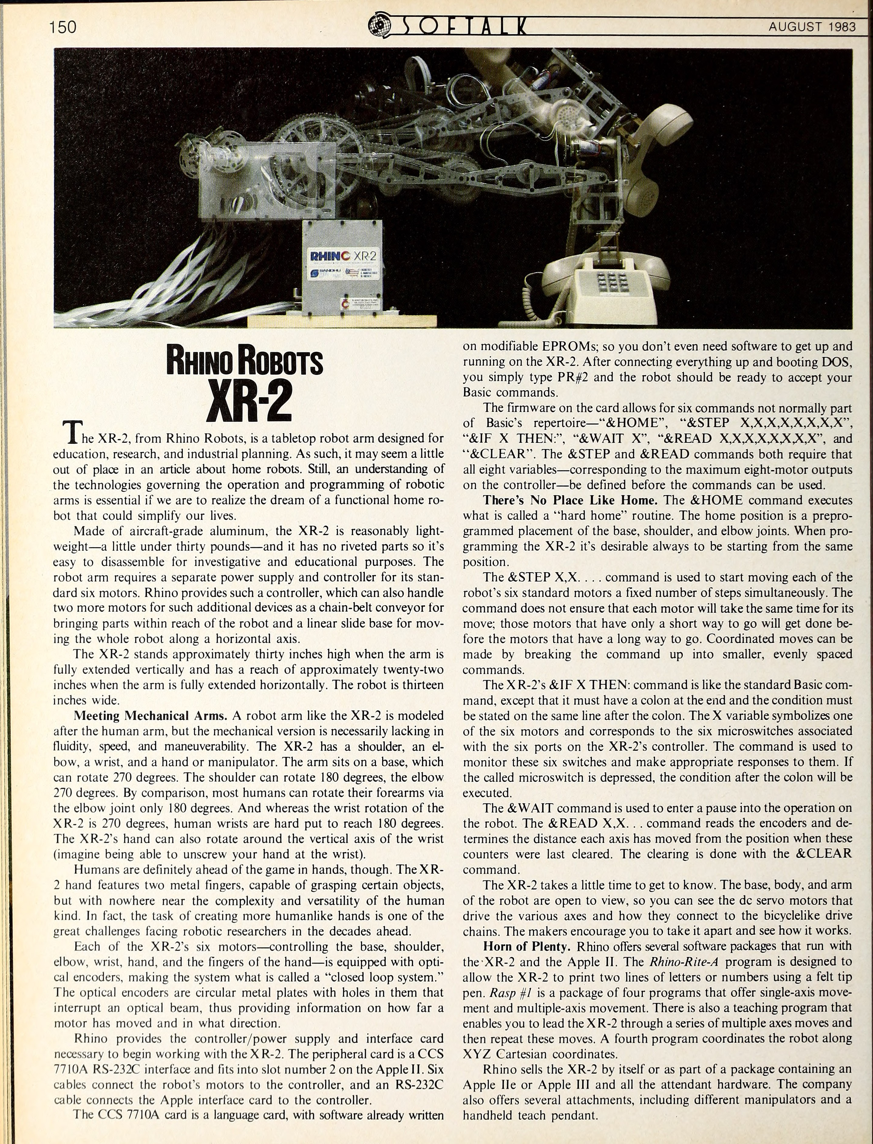 150
SOFTALK
AUGUST 1983
RHINO XR-2
RHINO ROBOTS
XR-2
The XR-2, from Rhino Robots, is a tabletop robot arm designed for
education, research, and industrial planning. As such, it may seem a little
out of place in an article about home robots. Still, an understanding of
the technologies governing the operation and programming of robotic
arms is essential if we are to realize the dream of a functional home ro-
bot that could simplify our lives.
Made of aircraft-grade aluminum, the XR-2 is reasonably light-
weight—a little under thirty pounds—and it has no riveted parts so it's
easy to disassemble for investigative and educational purposes. The
robot arm requires a separate power supply and controller for its stan-
dard six motors. Rhino provides such a controller, which can also handle
two more motors for such additional devices as a chain-belt conveyor for
bringing parts within reach of the robot and a linear slide base for mov-
ing the whole robot along a horizontal axis.
The XR-2 stands approximately thirty inches high when the arm is
fully extended vertically and has a reach of approximately twenty-two
inches when the arm is fully extended horizontally. The robot is thirteen
inches wide.
Meeting Mechanical Arms. A robot arm like the XR-2 is modeled
after the human arm, but the mechanical version is necessarily lacking in
fluidity, speed, and maneuverability. The XR-2 has a shoulder, an el-
bow, a wrist, and a hand or manipulator. The arm sits on a base, which
can rotate 270 degrees. The shoulder can rotate 180 degrees, the elbow
270 degrees. By comparison, most humans can rotate their forearms via
the elbow joint only 180 degrees. And whereas the wrist rotation of the
XR-2 is 270 degrees, human wrists are hard put to reach 180 degrees.
The XR-2's hand can also rotate around the vertical axis of the wrist
(imagine being able to unscrew your hand at the wrist).
Humans are definitely ahead of the game in hands, though. The XR-
2 hand features two metal fingers, capable of grasping certain objects,
but with nowhere near the complexity and versatility of the human
kind. In fact, the task of creating more humanlike hands is one of the
great challenges facing robotic researchers in the decades ahead.
Each of the XR-2's six motors—controlling the base, shoulder,
elbow, wrist, hand, and the fingers of the hand—is equipped with opti-
cal encoders, making the system what is called a "closed loop system."
The optical encoders are circular metal plates with holes in them that
interrupt an optical beam, thus providing information on how far a
motor has moved and in what direction.
Rhino provides the controller/power supply and interface card
necessary to begin working with the XR-2. The peripheral card is a CCS
7710A RS-232C interface and fits into slot number 2 on the Apple II. Six
cables connect the robot's motors to the controller, and an RS-232C
cable connects the Apple interface card to the controller.
The CCS 7710A card is a language card, with software already written
on modifiable EPROMs; so you don't even need software to get up and
running on the XR-2. After connecting everything up and booting DOS,
you simply type PR#2 and the robot should be ready to accept your
Basic commands.
The firmware on the card allows for six commands not normally part
of Basic's repertoire—"&HOME", "&STEP X,X,X,X,X,X,X,X",
"&IF X THEN:", "&WAIT X", "&READ X,X,X,X,X,X,X,X", and
"&CLEAR". The &STEP and &READ commands both require that
all eight variables—corresponding to the maximum eight-motor outputs
on the controller—be defined before the commands can be used.
There's No Place Like Home. The &HOME command executes
what is called a "hard home" routine. The home position is a prepro-
grammed placement of the base, shoulder, and elbow joints. When pro-
gramming the XR-2 it's desirable always to be starting from the same
position.
The &STEP X,X. . . . command is used to start moving each of the
robot's six standard motors a fixed number of steps simultaneously. The
command does not ensure that each motor will take the same time for its
move; those motors that have only a short way to go will get done be-
fore the motors that have a long way to go. Coordinated moves can be
made by breaking the command up into smaller, evenly spaced
commands.
The XR-2's &IF X THEN: command is like the standard Basic com-
mand, except that it must have a colon at the end and the condition must
be stated on the same line after the colon. The X variable symbolizes one
of the six motors and corresponds to the six microswitches associated
with the six ports on the XR-2's controller. The command is used to
monitor these six switches and make appropriate responses to them. If
the called microswitch is depressed, the condition after the colon will be
executed.
The &WAIT command is used to enter a pause into the operation on
the robot. The &READ X,X. . . command reads the encoders and de-
termines the distance each axis has moved from the position when these
counters were last cleared. The clearing is done with the &CLEAR
command.
The XR-2 takes a little time to get to know. The base, body, and arm
of the robot are open to view, so you can see the dc servo motors that
drive the various axes and how they connect to the bicyclelike drive
chains. The makers encourage you to take it apart and see how it works.
Horn of Plenty. Rhino offers several software packages that run with
the XR-2 and the Apple II. The Rhino-Rite-A program is designed to
allow the XR-2 to print two lines of letters or numbers using a felt tip
pen. Rasp #1 is a package of four programs that offer single-axis move-
ment and multiple-axis movement. There is also a teaching program that
enables you to lead the XR-2 through a series of multiple axes moves and
then repeat these moves. A fourth program coordinates the robot along
XYZ Cartesian coordinates.
Rhino sells the XR-2 by itself or as part of a package containing an
Apple IIe or Apple III and all the attendant hardware. The company
also offers several attachments, including different manipulators and a
handheld teach pendant.